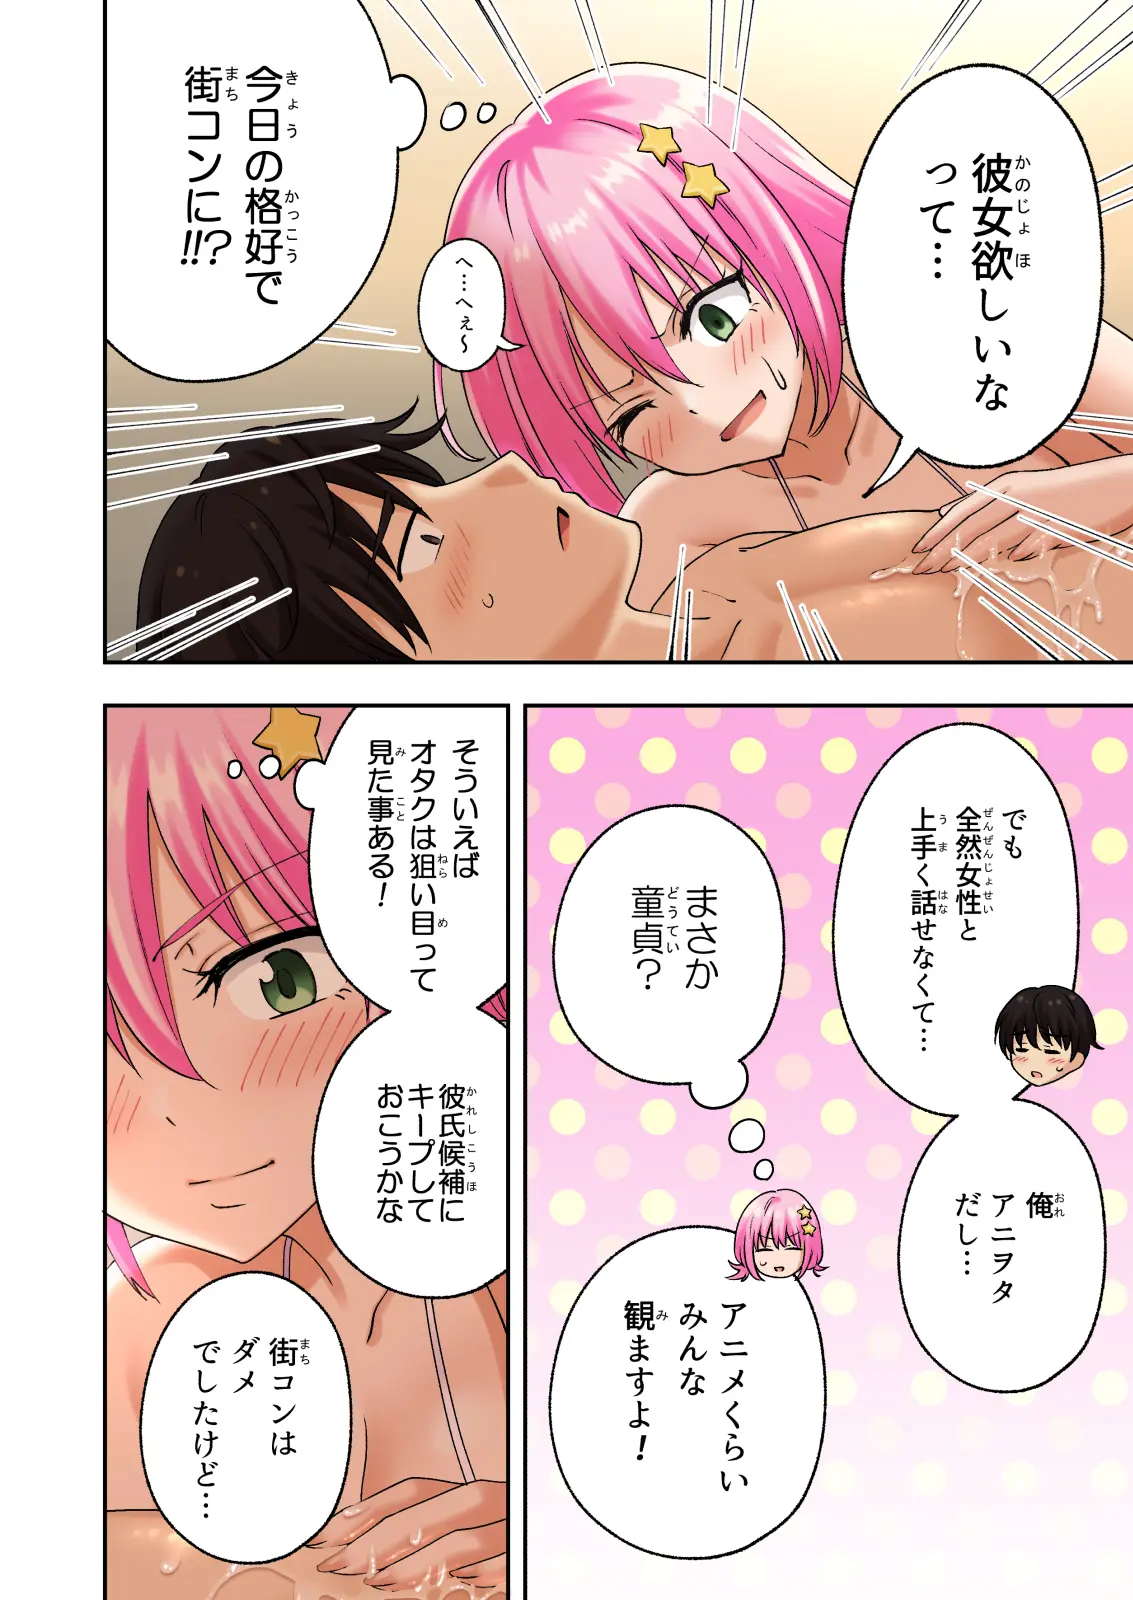 彼女欲しいな
って…
へ…へぇ～
今日の格好で
街コンに!!?
でも
全然女性と
上手く話せなくて…
俺
アニヲタ
だし…
まさか
童貞？
アニメくらい
みんな
観ますよ！
そういえば
オタクは狙い目って
見た事ある！
彼氏候補に
キープして
おこうかな
街コンは
ダメ
でしたけど…